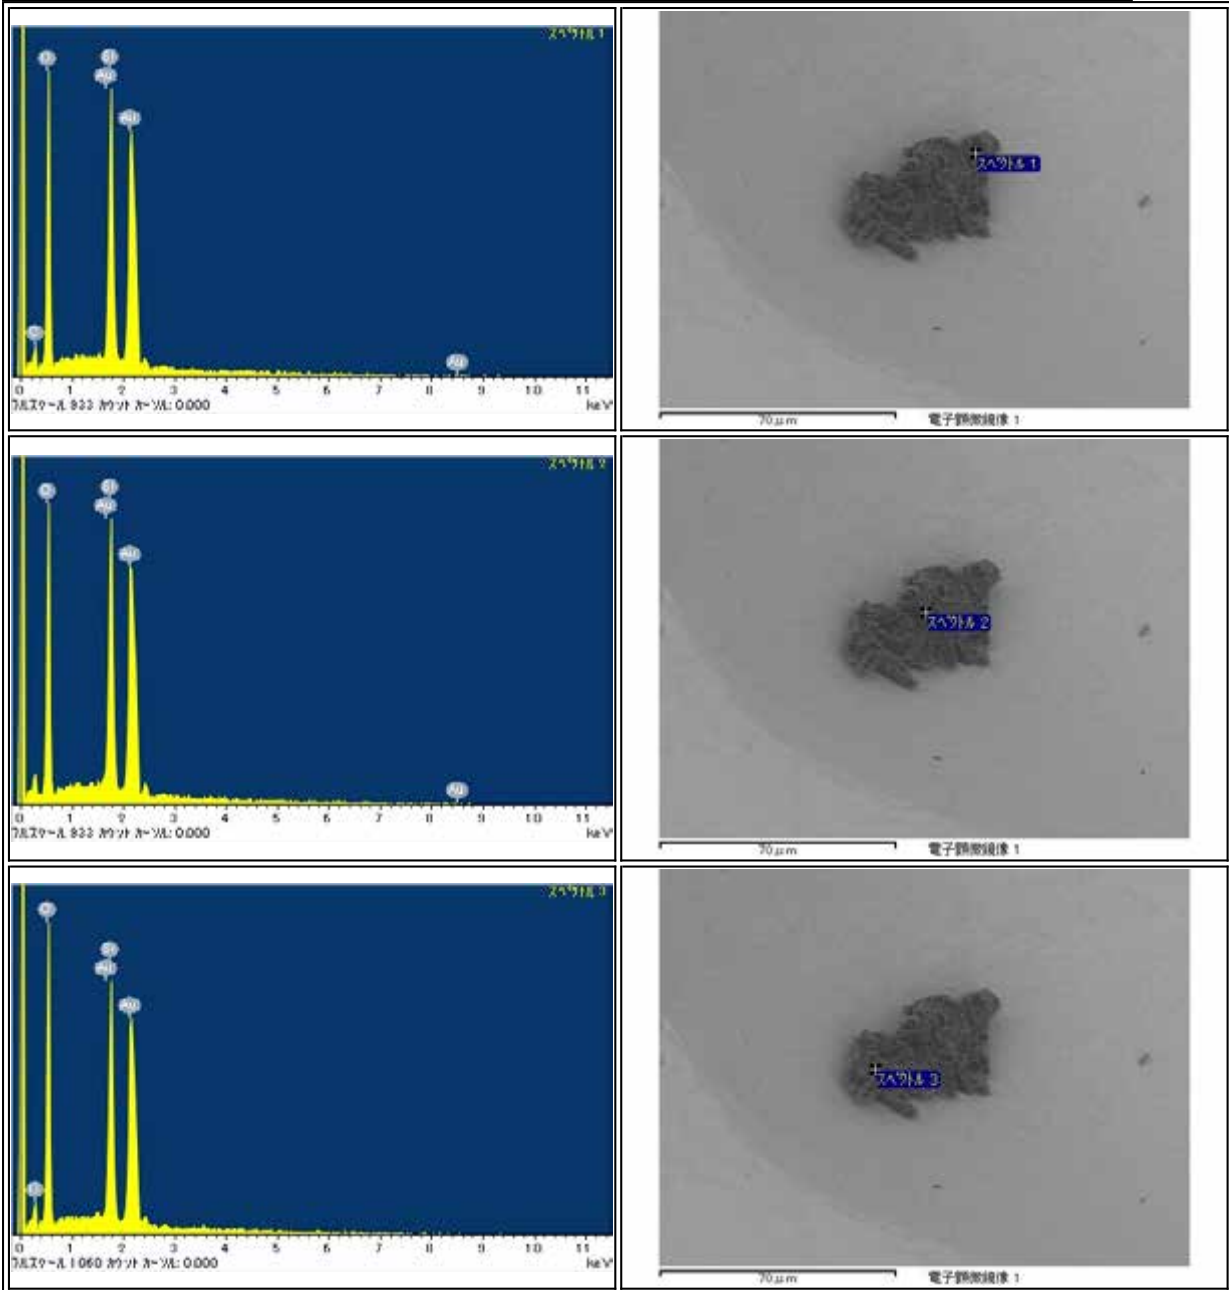 スペクトル 1
O
Si
Au
Au
C
Au
0 1 2 3 4 5 6 7 8 9 10 11
フルスケール 933 カウント カーソル: 0.000
keV
スペクトル 1
70μm
電子顕微鏡像 1
スペクトル 2
O
Si
Au
Au
Au
0 1 2 3 4 5 6 7 8 9 10 11
フルスケール 933 カウント カーソル: 0.000
keV
スペクトル 2
70μm
電子顕微鏡像 1
スペクトル 3
O
Si
Au
Au
C
0 1 2 3 4 5 6 7 8 9 10 11
フルスケール 1060 カウント カーソル: 0.000
keV
スペクトル 3
70μm
電子顕微鏡像 1